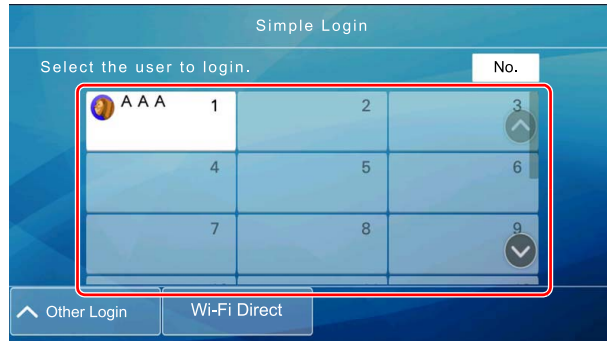 Simple Login
Select the user to login.
No.
A A A 1 2 3
4 5 6
7 8 9
Other Login Wi-Fi Direct